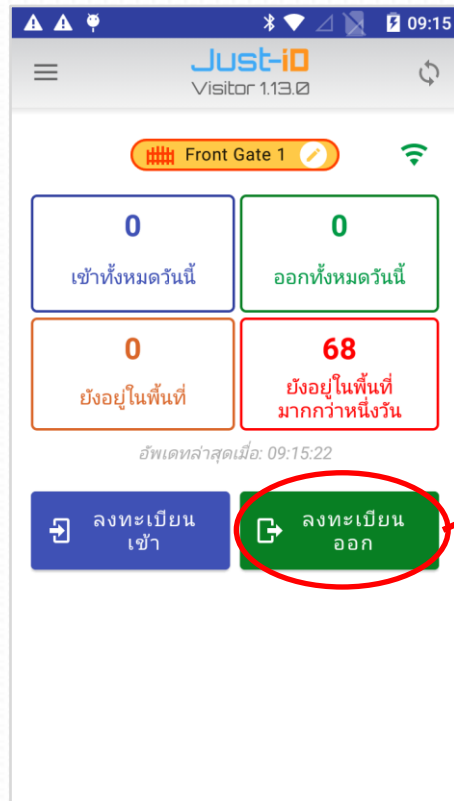 09:15
Just-iD
Visitor 1.13.0
Front Gate 1
0
เข้าทั้งหมดวันนี้
0
ออกทั้งหมดวันนี้
0
ยังอยู่ในพื้นที่
68
ยังอยู่ในพื้นที่
มากกว่าหนึ่งวัน
อัพเดทล่าสุดเมื่อ: 09:15:22
ลงทะเบียน
เข้า
ลงทะเบียน
ออก